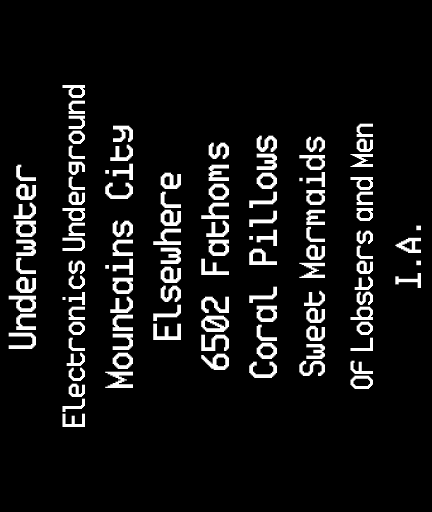 Underwater
Electronics Underground
Mountains City
Elsewhere
6502 Fathoms
Coral Pillows
Sweet Mermaids
Of Lobsters and Men
I.A.